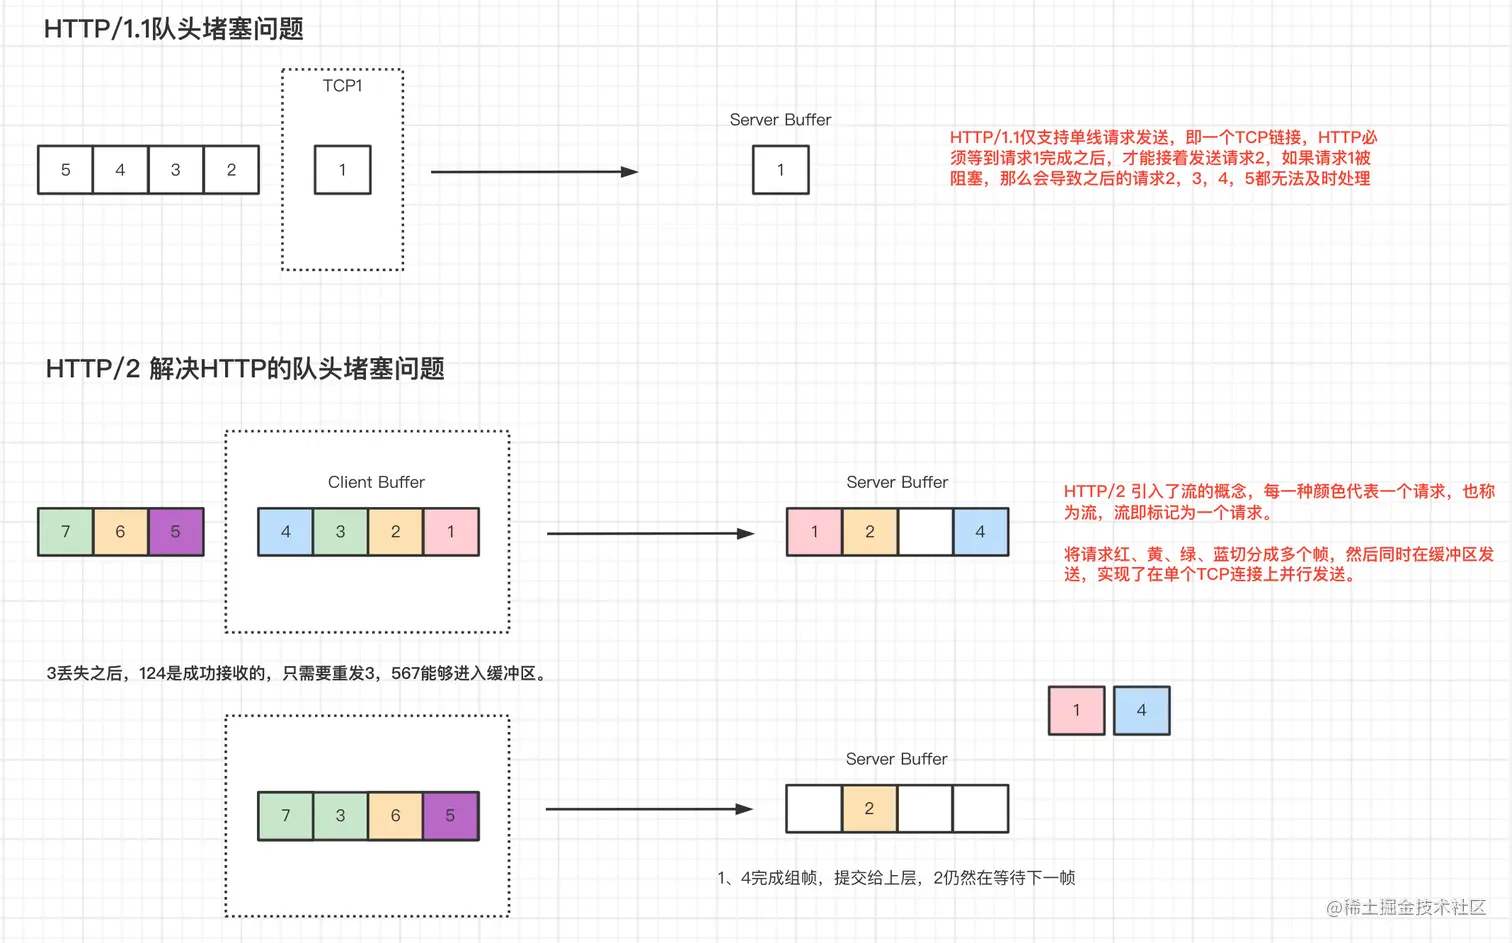 HTTP/1.1队头堵塞问题
TCP1
5 4 3 2
1
Server Buffer
1
HTTP/1.1仅支持单线请求发送，即一个TCP链接，HTTP必
须等到请求1完成之后，才能接着发送请求2，如果请求1被
阻塞，那么会导致之后的请求2，3，4，5都无法及时处理
HTTP/2 解决HTTP的队头堵塞问题
Client Buffer
7 6 5
4 3 2 1
Server Buffer
1 2 4
HTTP/2 引入了流的概念，每一种颜色代表一个请求，也称
为流，流即标记为一个请求。
将请求红、黄、绿、蓝切分成多个帧，然后同时在缓冲区发
送，实现了在单个TCP连接上并行发送。
3丢失之后，124是成功接收的，只需要重发3，567能够进入缓冲区。
1 4
7 3 6 5
Server Buffer
2
1、4完成组帧，提交给上层，2仍然在等待下一帧
@稀土掘金技术社区